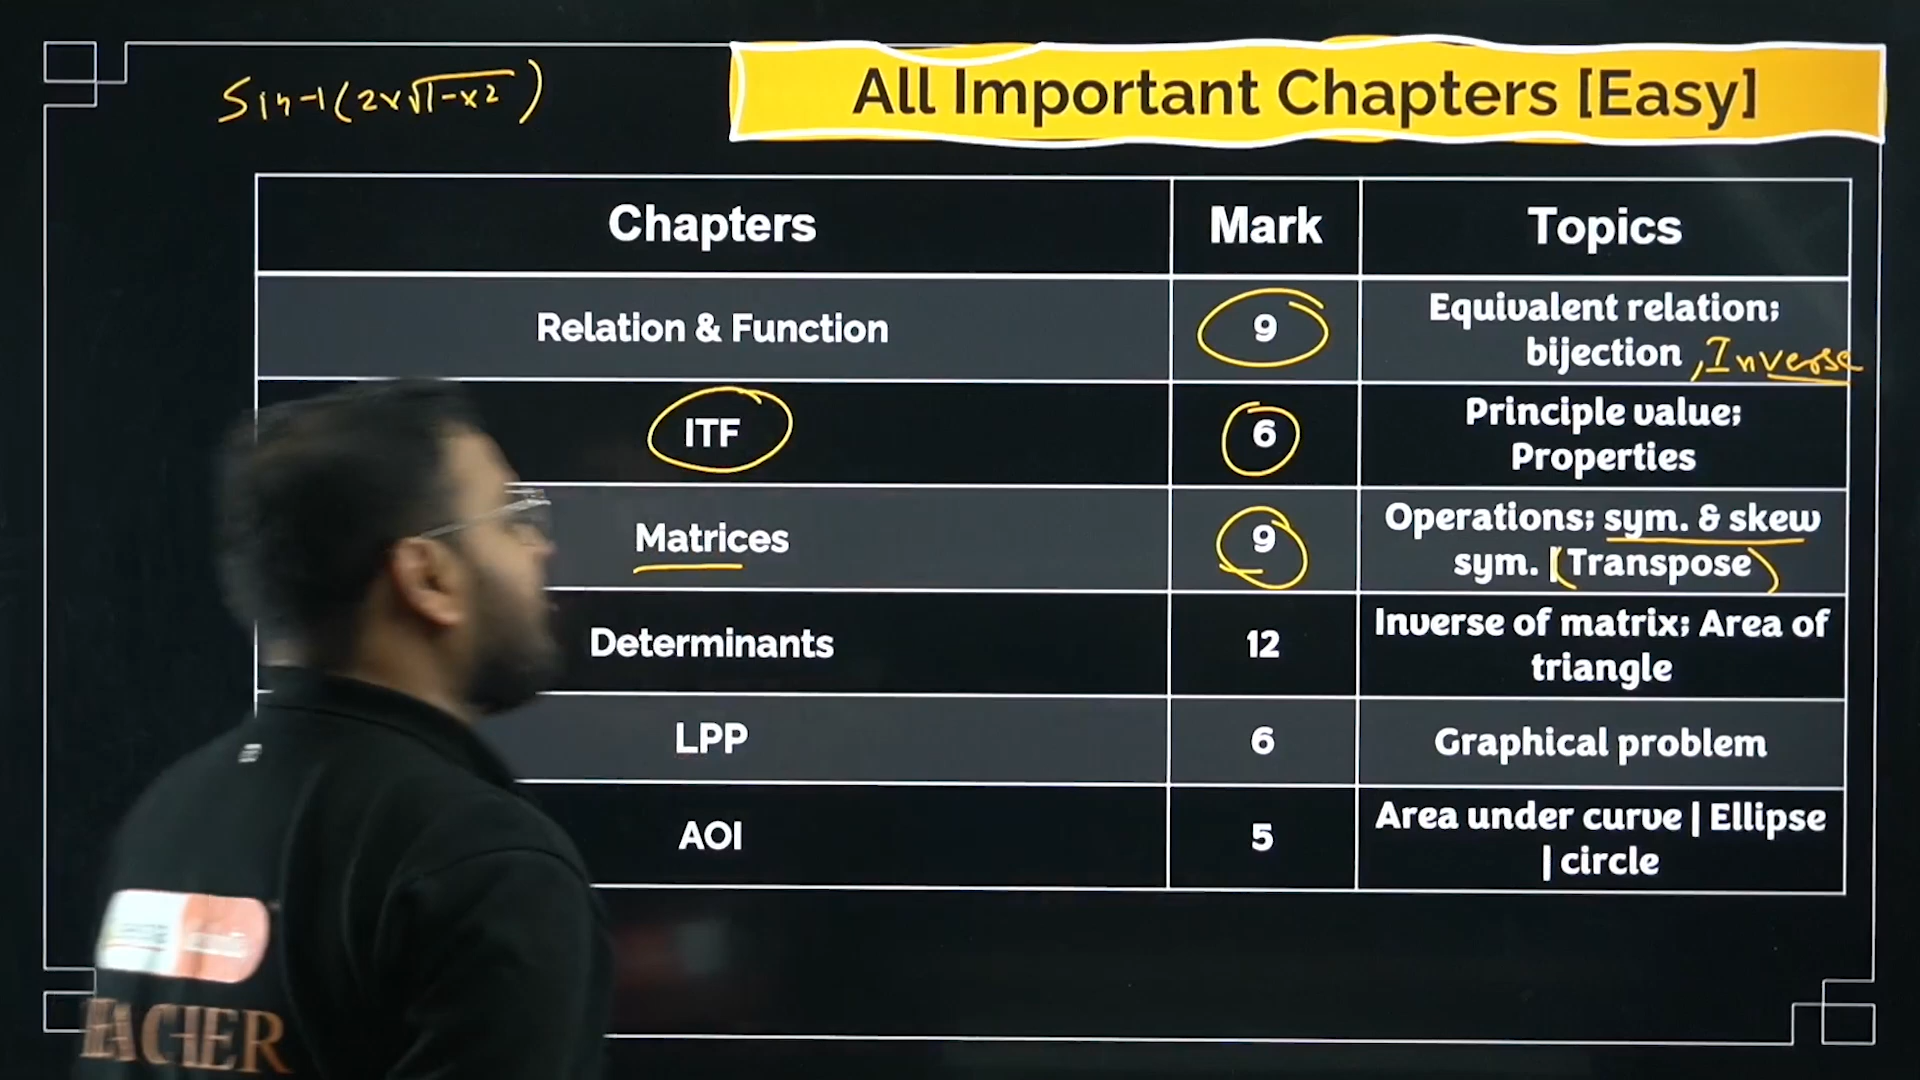 Sin-1(2x√1-x2)
All Important Chapters [Easy]
Chapters
Mark
Topics
Relation & Function
9
Equivalent relation;
bijection ,Inverse
ITF
6
Principle value;
Properties
Matrices
9
Operations; sym. & skew
sym. |(Transpose)
Determinants
12
Inverse of matrix; Area of
triangle
LPP
6
Graphical problem
AOI
5
Area under curve | Ellipse
| circle